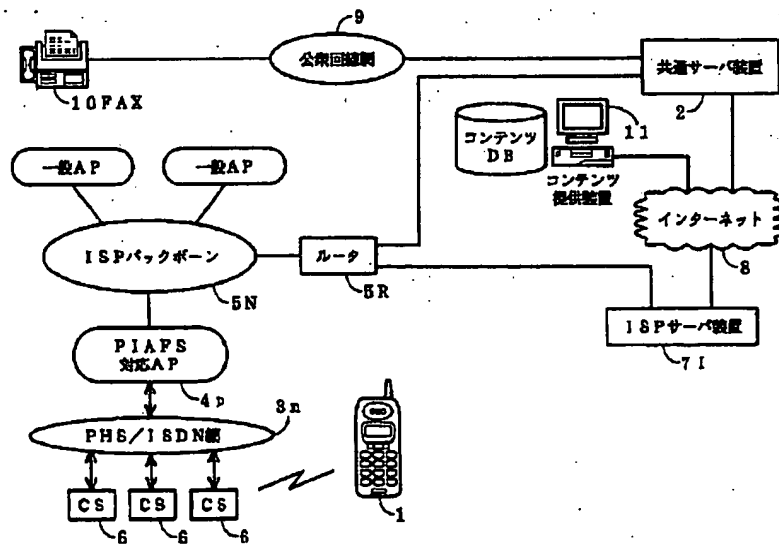 9
公衆回線網
共通サーバ装置
2
10FAX
コンテンツ
DB
11
コンテンツ
提供装置
インターネット
8
一般AP
一般AP
ISPバックボーン
5N
ルータ
5R
ISPサーバ装置
7I
PIAFS
対応AP
4p
PHS/ISDN網
3n
CS
CS
CS
6
6
6
1